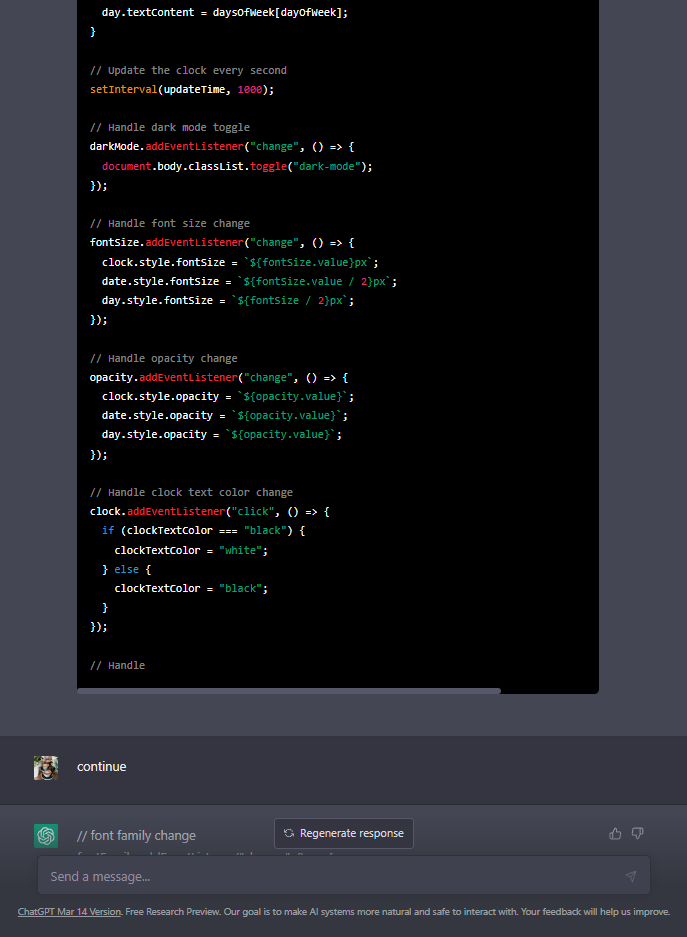 day.textContent = daysOfWeek[dayOfWeek];
}
// Update the clock every second
setInterval(updateTime, 1000);
// Handle dark mode toggle
darkMode.addEventListener("change", () => {
document.body.classList.toggle("dark-mode");
});
// Handle font size change
fontSize.addEventListener("change", () => {
clock.style.fontSize = `${fontSize.value}px`;
date.style.fontSize = `${fontSize.value / 2}px`;
day.style.fontSize = `${fontSize / 2}px`;
});
// Handle opacity change
opacity.addEventListener("change", () => {
clock.style.opacity = `${opacity.value}`;
date.style.opacity = `${opacity.value}`;
day.style.opacity = `${opacity.value}`;
});
// Handle clock text color change
clock.addEventListener("click", () => {
if (clockTextColor === "black") {
clockTextColor = "white";
} else {
clockTextColor = "black";
}
});
// Handle
continue
// font family change
Regenerate response
Send a message...
ChatGPT Mar 14 Version. Free Research Preview. Our goal is to make AI systems more natural and safe to interact with. Your feedback will help us improve.